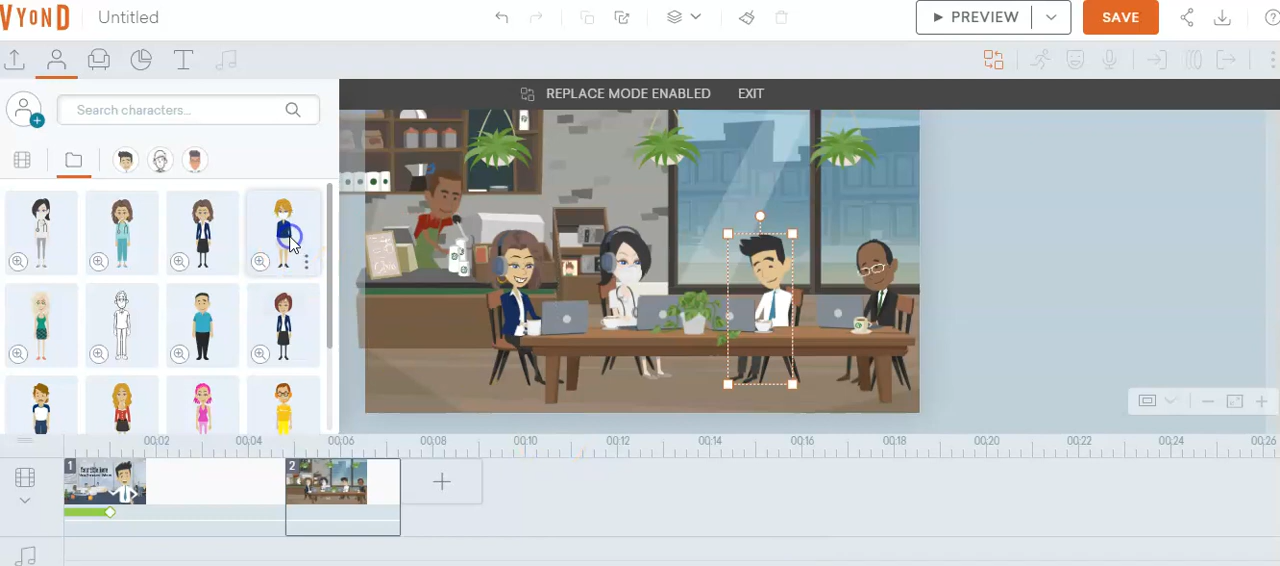 VYOND
Untitled
PREVIEW
SAVE
Search characters...
REPLACE MODE ENABLED EXIT
00:02 00:04 00:06 00:08 00:10 00:12 00:14 00:16 00:18 00:20 00:22 00:24 00:26
1
2